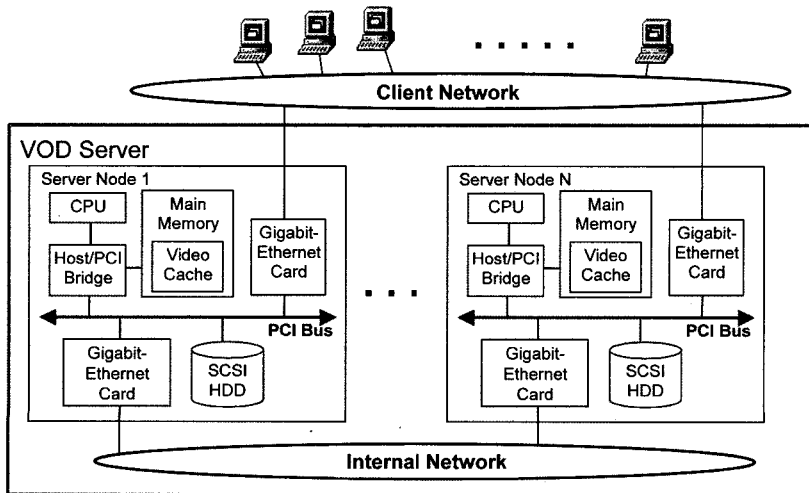 Client Network
VOD Server
Server Node 1
CPU
Main
Memory
Video
Cache
Host/PCI
Bridge
Gigabit-
Ethernet
Card
PCI Bus
Gigabit-
Ethernet
Card
SCSI
HDD
Server Node N
CPU
Main
Memory
Video
Cache
Host/PCI
Bridge
Gigabit-
Ethernet
Card
PCI Bus
Gigabit-
Ethernet
Card
SCSI
HDD
Internal Network